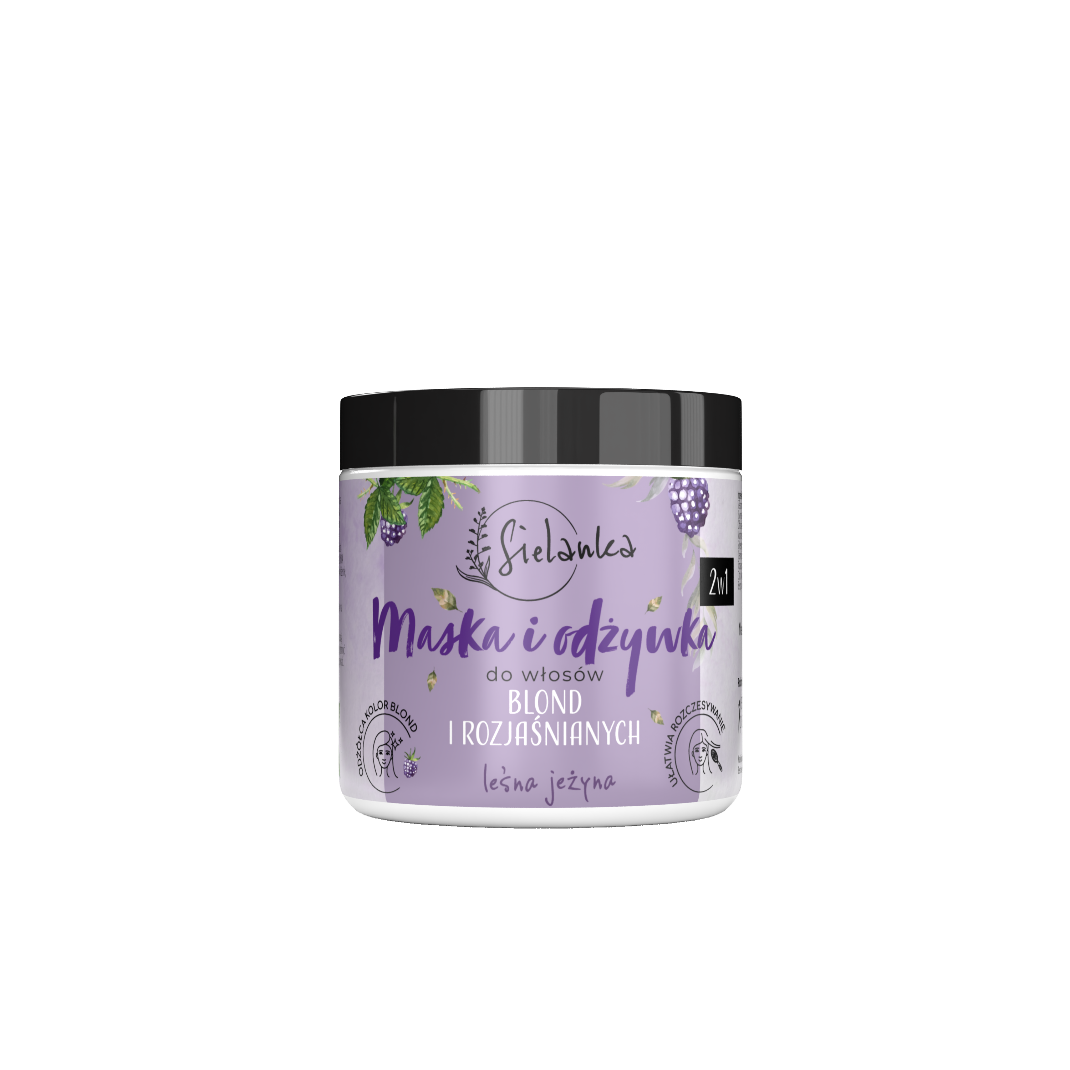 Sielanka
2w1
Maska i odżywka
do włosów
BLOND
I ROZJAŚNIANYCH
ODŻÓŁCA KOLOR BLOND
UŁATWIA ROZCZESYWANIE
leśna jeżyna